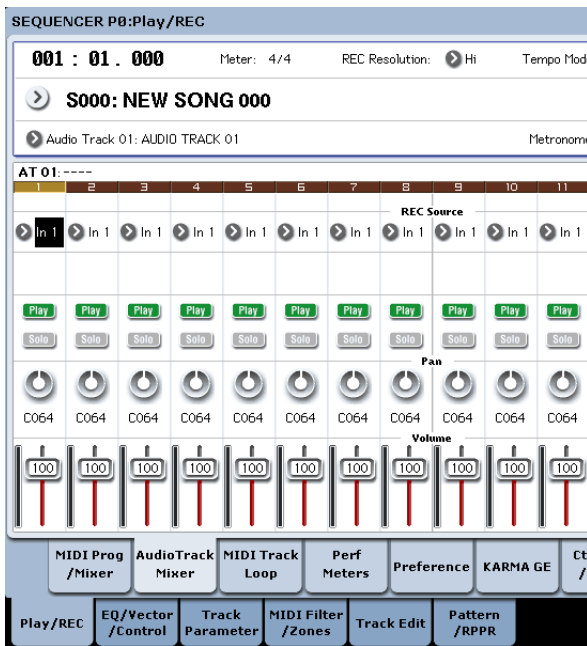 SEQUENCER P0:Play/REC
001 : 01 . 000 Meter: 4/4 REC Resolution: Hi Tempo Mod
S000: NEW SONG 000
Audio Track 01: AUDIO TRACK 01 Metronome
AT 01:----
1 2 3 4 5 6 7 8 9 10 11
REC Source
In 1 In 1 In 1 In 1 In 1 In 1 In 1 In 1 In 1 In 1 In 1
Play Play Play Play Play Play Play Play Play Play Play
Solo Solo Solo Solo Solo Solo Solo Solo Solo Solo Solo
Pan
C064 C064 C064 C064 C064 C064 C064 C064 C064 C064 C064
Volume
100 100 100 100 100 100 100 100 100 100 100
MIDI Prog AudioTrack MIDI Track Perf Preference KARMA GE Ct
/Mixer Mixer Loop Meters /
Play/REC EQ/Vector Track MIDI Filter Track Edit Pattern
/Control Parameter /Zones /RPPR